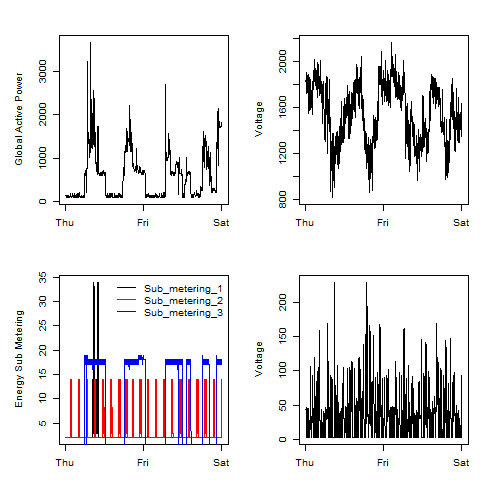 Global Active Power
3000
2000
1000
0
Thu Fri Sat
Voltage
2000
1600
1200
800
Thu Fri Sat
Energy Sub Metering
35
30
25
20
15
10
5
Sub_metering_1
Sub_metering_2
Sub_metering_3
Thu Fri Sat
Voltage
200
150
100
50
0
Thu Fri Sat